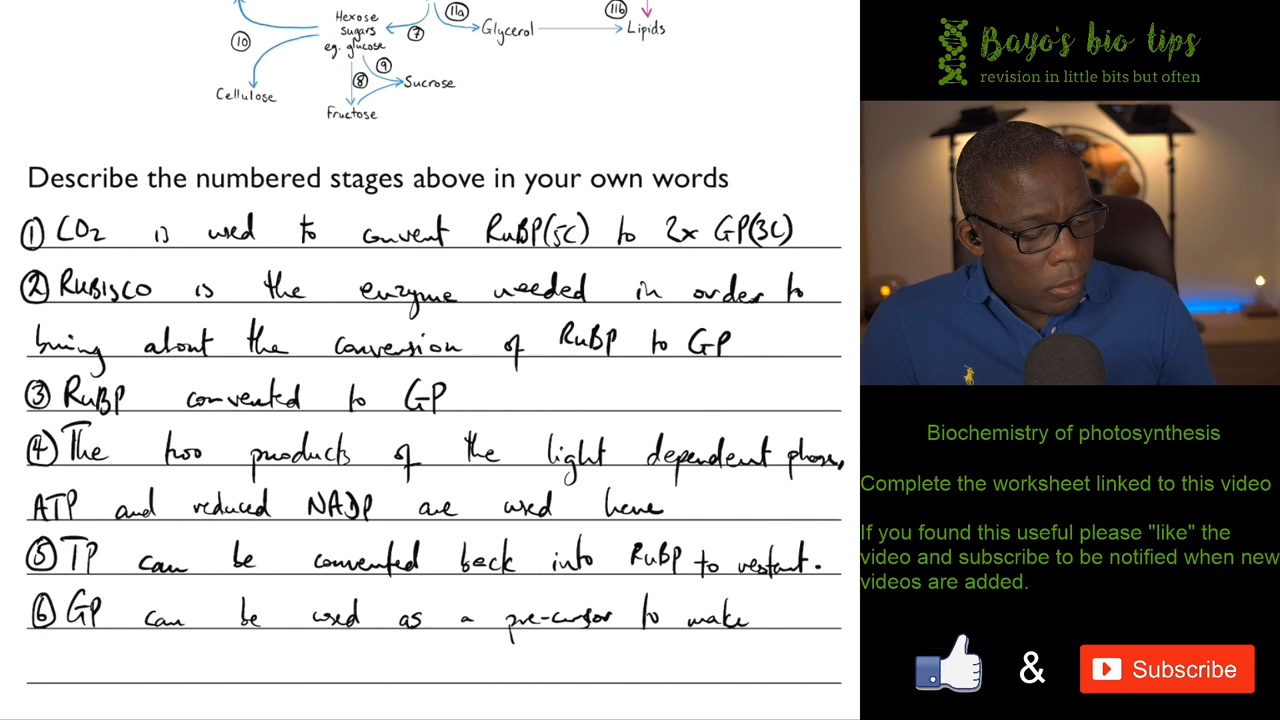 11a
11b
Hexose
sugars
eg. glucose
7
Glycerol
Lipids
10
9
8
Sucrose
Cellulose
Fructose
Describe the numbered stages above in your own words
① CO2 is used to convert RuBP(5C) to 2x GP(3C)
② RUBISCO is the enzyme needed in order to
bring about the conversion of RuBP to GP
③ RuBP converted to GP
④ The two products of the light dependent phase,
ATP and reduced NADP are used here
⑤ TP can be converted back into RuBP to restart.
⑥ GP can be used as a pre-cursor to make
Bayo's bio tips
revision in little bits but often
Biochemistry of photosynthesis
Complete the worksheet linked to this video
If you found this useful please "like" the
video and subscribe to be notified when new
videos are added.
&
Subscribe